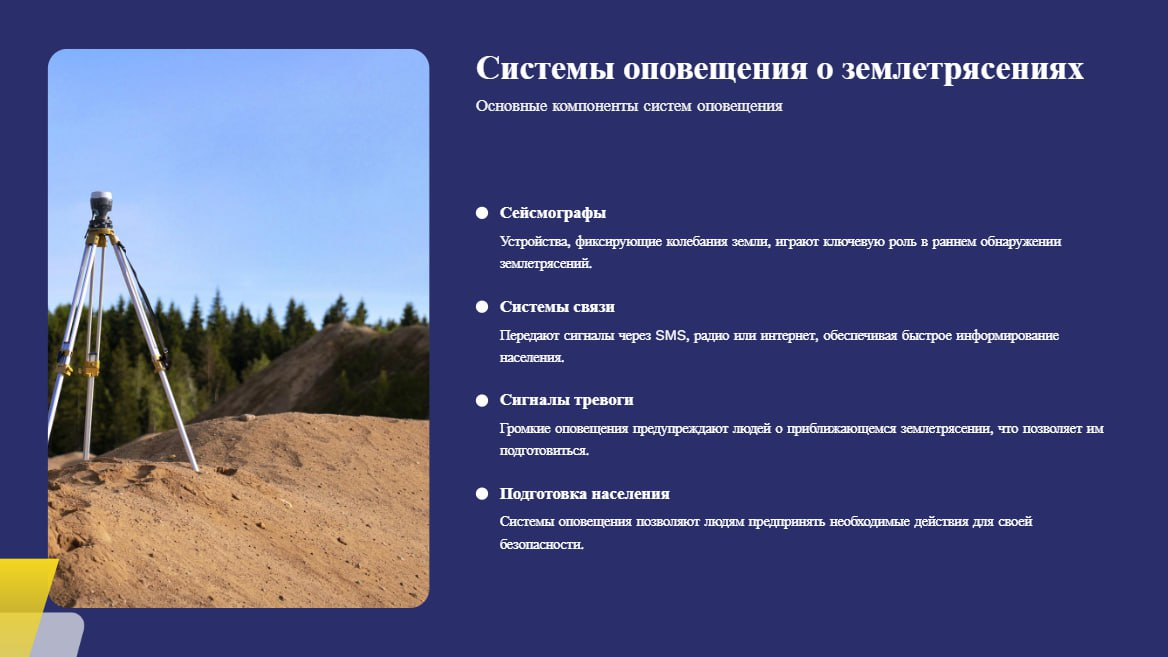 Системы оповещения о землетрясениях
Основные компоненты систем оповещения
Сейсмографы
Устройства, фиксирующие колебания земли, играют ключевую роль в раннем обнаружении
землетрясений.
Системы связи
Передают сигналы через SMS, радио или интернет, обеспечивая быстрое информирование
населения.
Сигналы тревоги
Громкие оповещения предупреждают людей о приближающемся землетрясении, что позволяет им
подготовиться.
Подготовка населения
Системы оповещения позволяют людям предпринять необходимые действия для своей
безопасности.